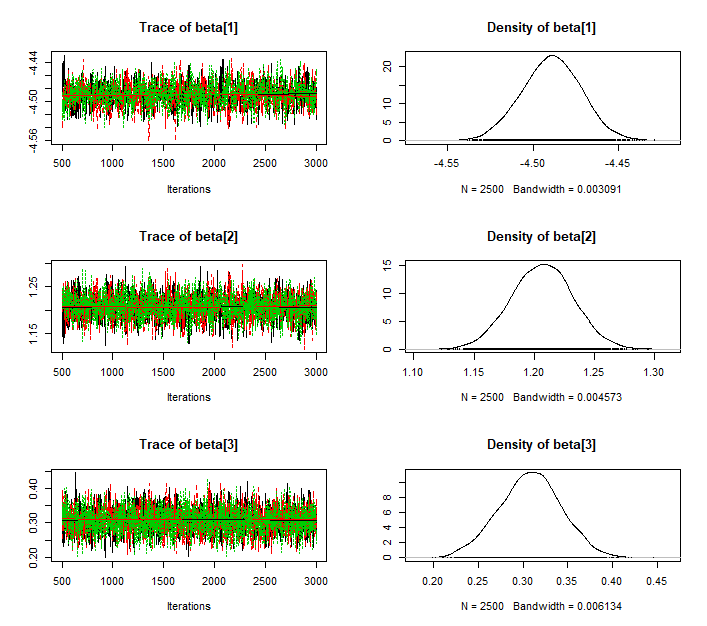 Trace of beta[1]
-4.44
-4.50
-4.56
500 1000 1500 2000 2500 3000
Iterations
Density of beta[1]
20
10
5
0
-4.55 -4.50 -4.45
N = 2500 Bandwidth = 0.003091
Trace of beta[2]
1.25
1.15
500 1000 1500 2000 2500 3000
Iterations
Density of beta[2]
15
10
5
0
1.10 1.15 1.20 1.25 1.30
N = 2500 Bandwidth = 0.004573
Trace of beta[3]
0.40
0.30
0.20
500 1000 1500 2000 2500 3000
Iterations
Density of beta[3]
8
6
4
2
0
0.20 0.25 0.30 0.35 0.40 0.45
N = 2500 Bandwidth = 0.006134